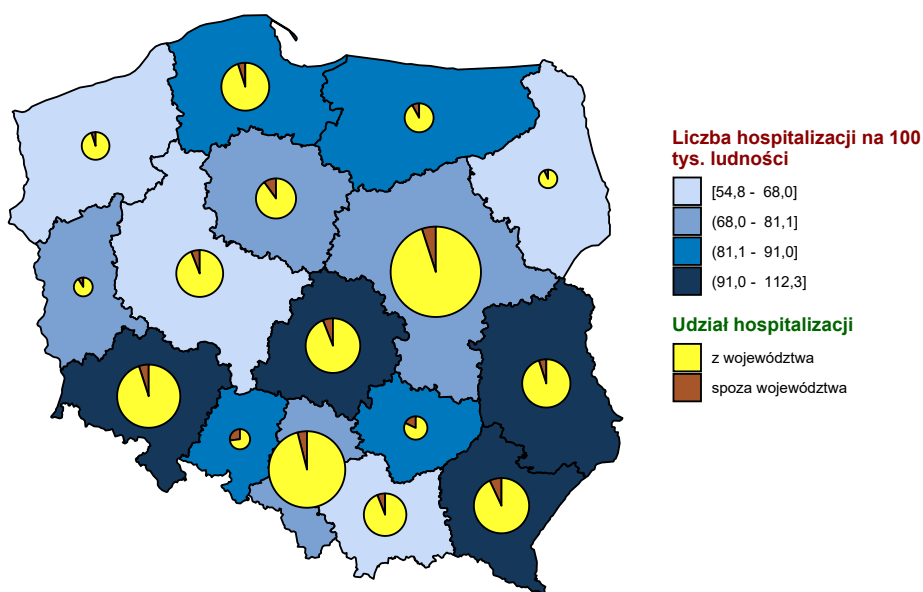 Liczba hospitalizacji na 100
tys. ludności
[54,8 - 68,0]
(68,0 - 81,1]
(81,1 - 91,0]
(91,0 - 112,3]
Udział hospitalizacji
z województwa
spoza województwa